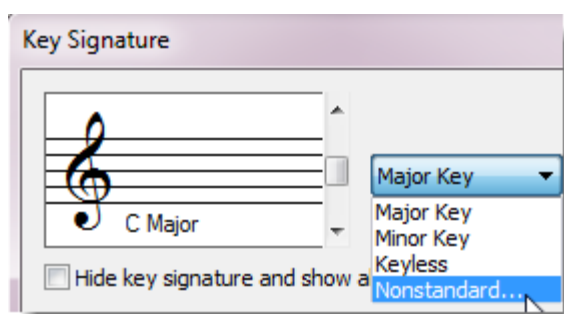 Key Signature
Major Key
C Major
Major Key
Minor Key
Keyless
Nonstandard...
Hide key signature and show a